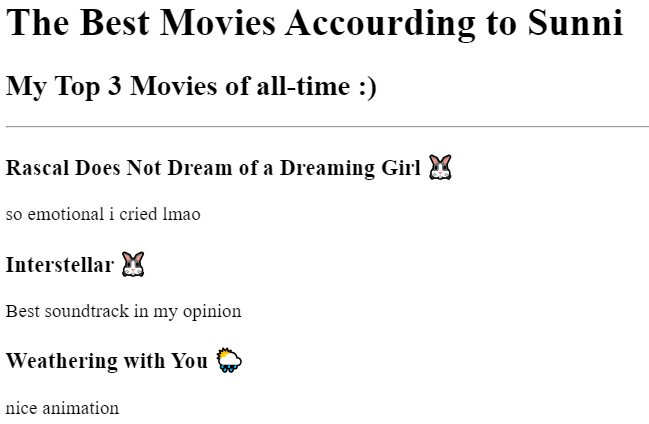 The Best Movies Accourding to Sunni
My Top 3 Movies of all-time :)
Rascal Does Not Dream of a Dreaming Girl 🐰
so emotional i cried lmao
Interstellar 🐰
Best soundtrack in my opinion
Weathering with You 🌦
nice animation